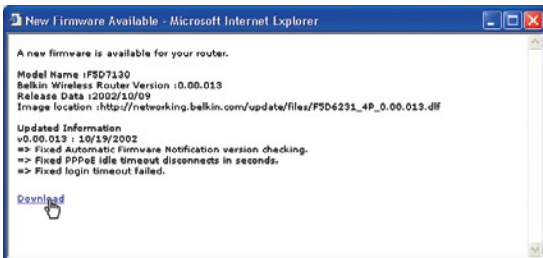 New Firmware Available - Microsoft Internet Explorer
A new firmware is available for your router.
Model Name :F5D7130
Belkin Wireless Router Version :0.00.013
Release Data :2002/10/09
Image location :http://networking.belkin.com/update/files/F5D6231_4P_0.00.013.dlf
Updated Information
v0.00.013 : 10/19/2002
=> Fixed Automatic Firmware Notification version checking.
=> Fixed PPPoE idle timeout disconnects in seconds.
=> Fixed login timeout failed.
Download